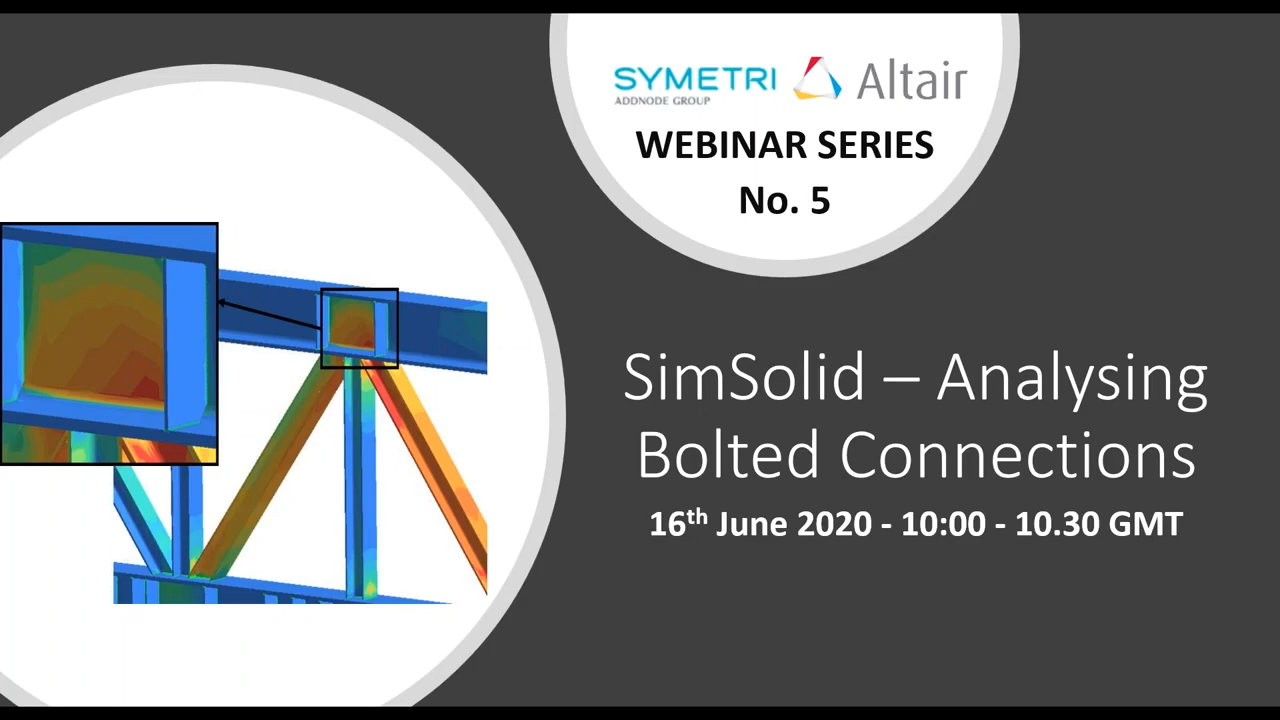 SYMETRI
ADDNODE GROUP
Altair
WEBINAR SERIES
No. 5
SimSolid – Analysing
Bolted Connections
16th June 2020 - 10:00 - 10.30 GMT